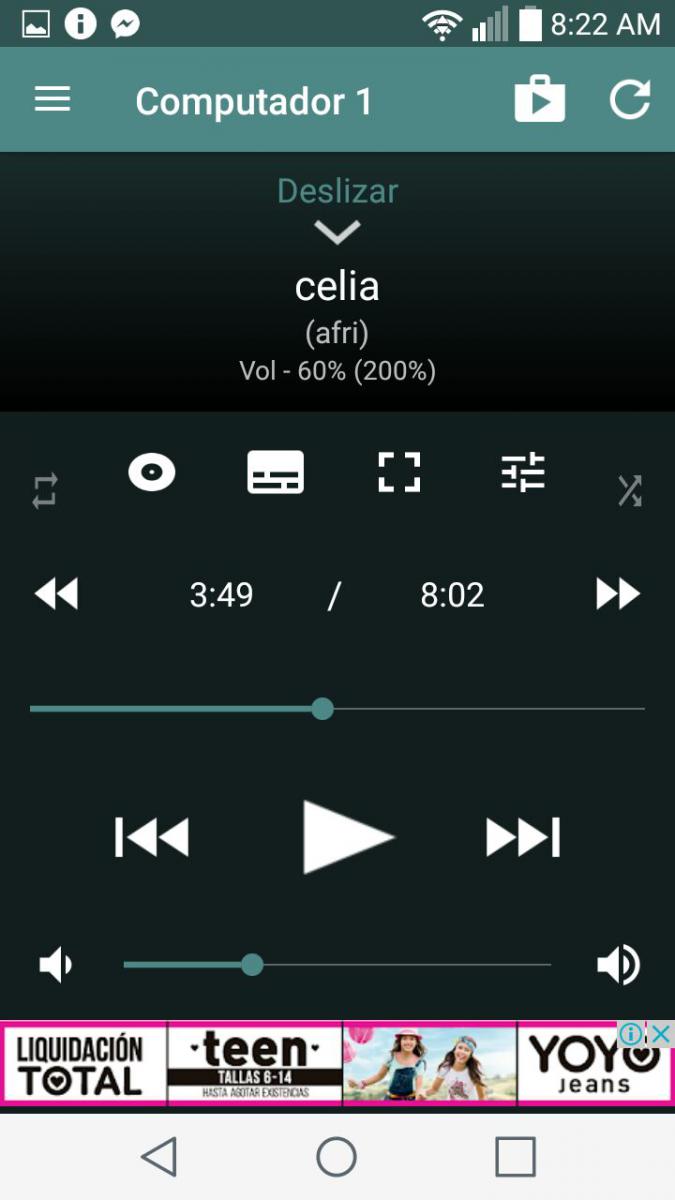 8:22 AM
Computador 1
Deslizar
celia
(afri)
Vol - 60% (200%)
3:49 / 8:02
LIQUIDACIÓN
TOTAL
teen
TALLAS 6-14
HASTA AGOTAR EXISTENCIAS
YOYO
Jeans